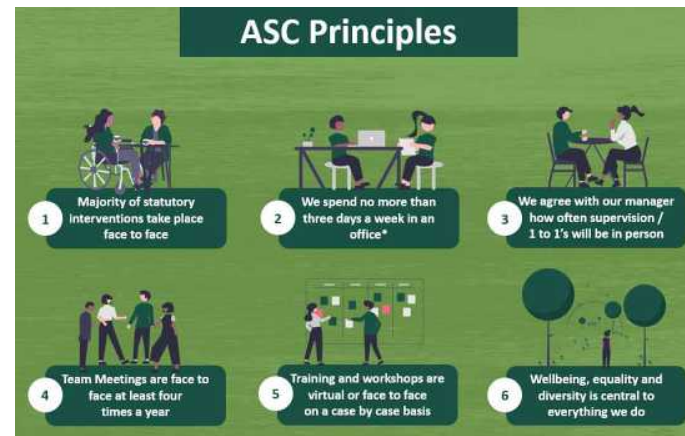 ASC Principles
1
Majority of statutory
interventions take place
face to face
2
We spend no more than
three days a week in an
office*
3
We agree with our manager
how often supervision /
1 to 1's will be in person
4
Team Meetings are face to
face at least four
times a year
5
Training and workshops are
virtual or face to face
on a case by case basis
6
Wellbeing, equality and
diversity is central to
everything we do